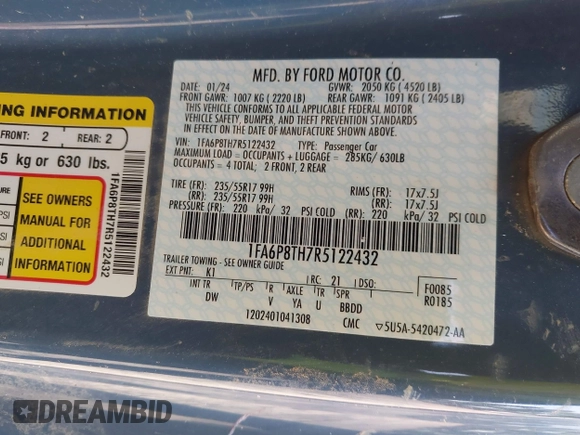 MFD. BY FORD MOTOR CO.
01/24 GVWR: 2050 KG ( 4520 LB)
FRONT GAWR: 1007 KG ( 2220 LB) REAR GAWR: 1091 KG ( 2405 LB)
THIS VEHICLE CONFORMS TO ALL APPLICABLE FEDERAL MOTOR
VEHICLE SAFETY, BUMPER, AND THEFT PREVENTION STANDARDS
IN EFFECT ON THE DATE OF MANUFACTURE SHOWN ABOVE.
VIN: 1FA6P8TH7R5122432 TYPE: Passenger Car
MAXIMUM LOAD = OCCUPANTS + LUGGAGE = 285KG/ 630LB
OCCUPANTS = 4 TOTAL; 2 FRONT, 2 REAR
TIRE (FR): 235/55R17 99H RIMS (FR): 17x7.5J
(RR): 235/55R17 99H (RR): 17x7.5J
PRESSURE (FR): 220 kPa/ 32 PSI COLD (RR): 220 kPa/ 32 PSI COLD
1FA6P8TH7R5122432
TRAILER TOWING - SEE OWNER GUIDE
EXT PNT: K1 RC: 21 DSO: F0085
INT TR TP/PS R AXLE TR SPR R0185
DW V YA U BBDD
1202401041308 CMC 5USA-5420472-AA
NG INFORMATION
FRONT: 2 REAR: 2
5 kg or 630 lbs.
SSURE
PSI
PSI
PSI
SEE OWNERS
MANUAL FOR
ADDITIONAL
INFORMATION
1FA6P8TH7R5122432
DREAMBID